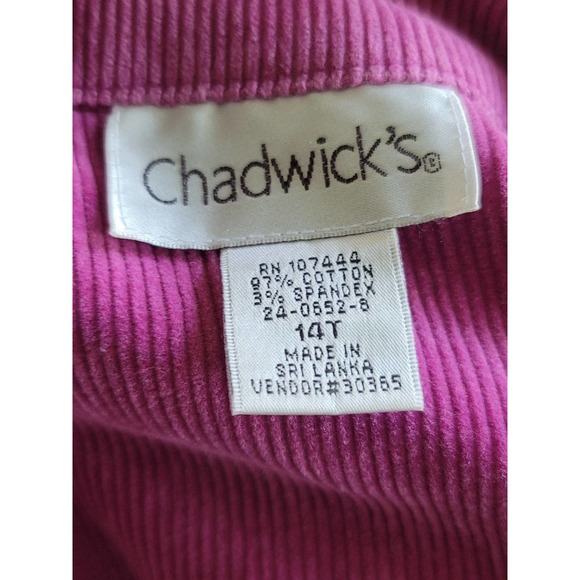 Chadwick's®
RN 107444
97% COTTON
3% SPANDEX
24-0652-8
14T
MADE IN
SRI LANKA
VENDOR#30365